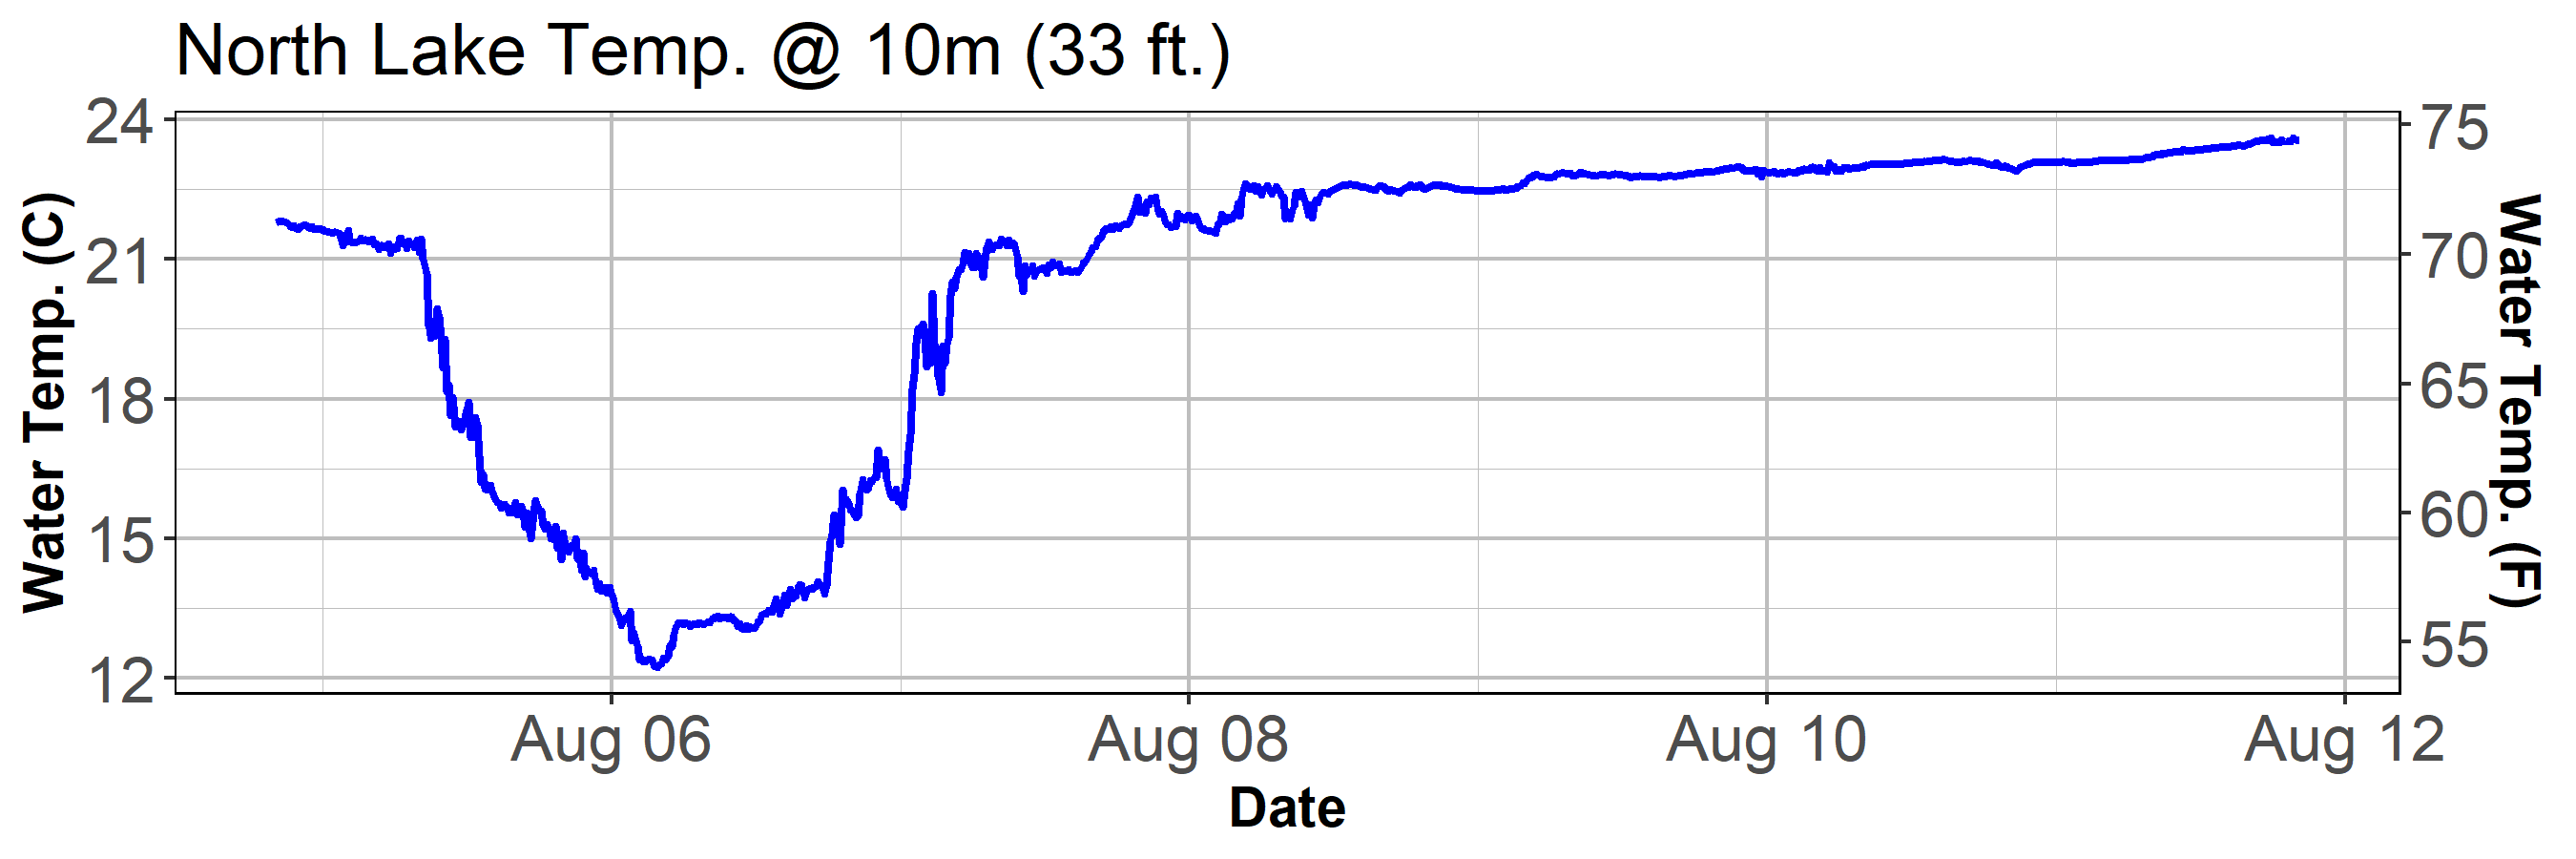 North Lake Temp. @ 10m (33 ft.)
Water Temp. (C)
24
21
18
15
12
75
70
65
60
55
Water Temp. (F)
Aug 06
Aug 08
Aug 10
Aug 12
Date